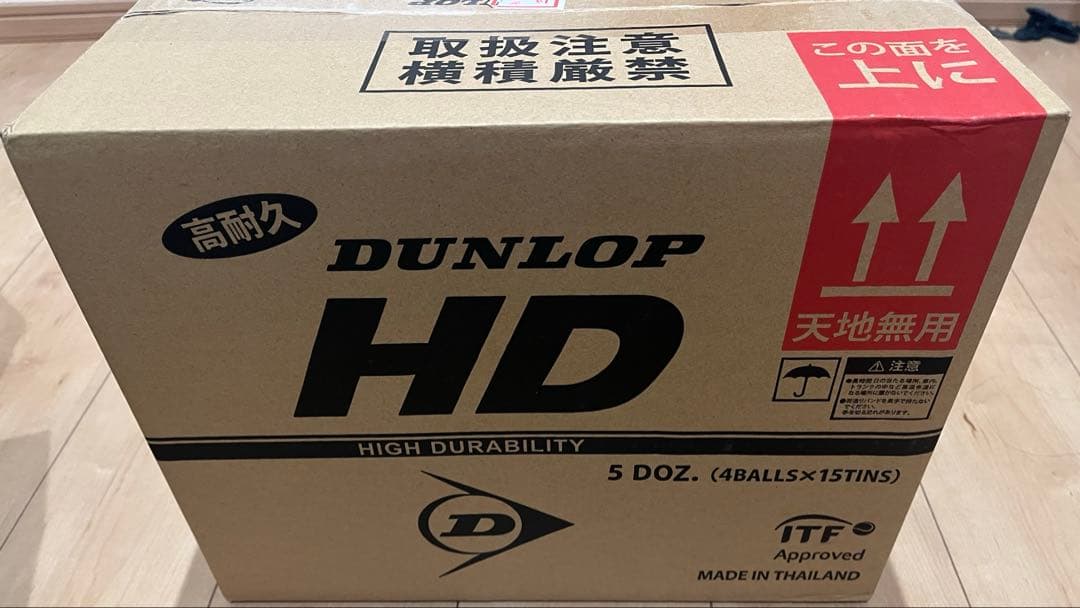 取扱注意
横積厳禁
この面を
上に
高耐久
DUNLOP
HD
天地無用
注意
HIGH DURABILITY
5 DOZ. (4BALLS×15TINS)
D
ITF
Approved
MADE IN THAILAND